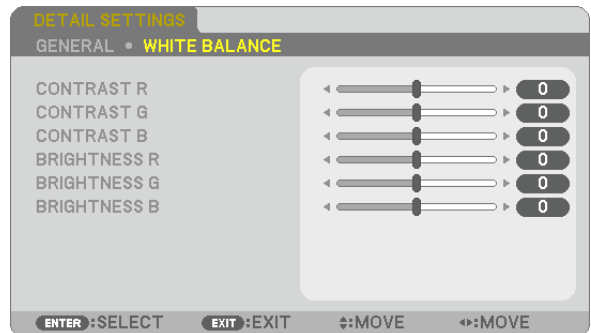 DETAIL SETTINGS
GENERAL • WHITE BALANCE
CONTRAST R 0
CONTRAST G 0
CONTRAST B 0
BRIGHTNESS R 0
BRIGHTNESS G 0
BRIGHTNESS B 0
ENTER :SELECT EXIT :EXIT :MOVE :MOVE